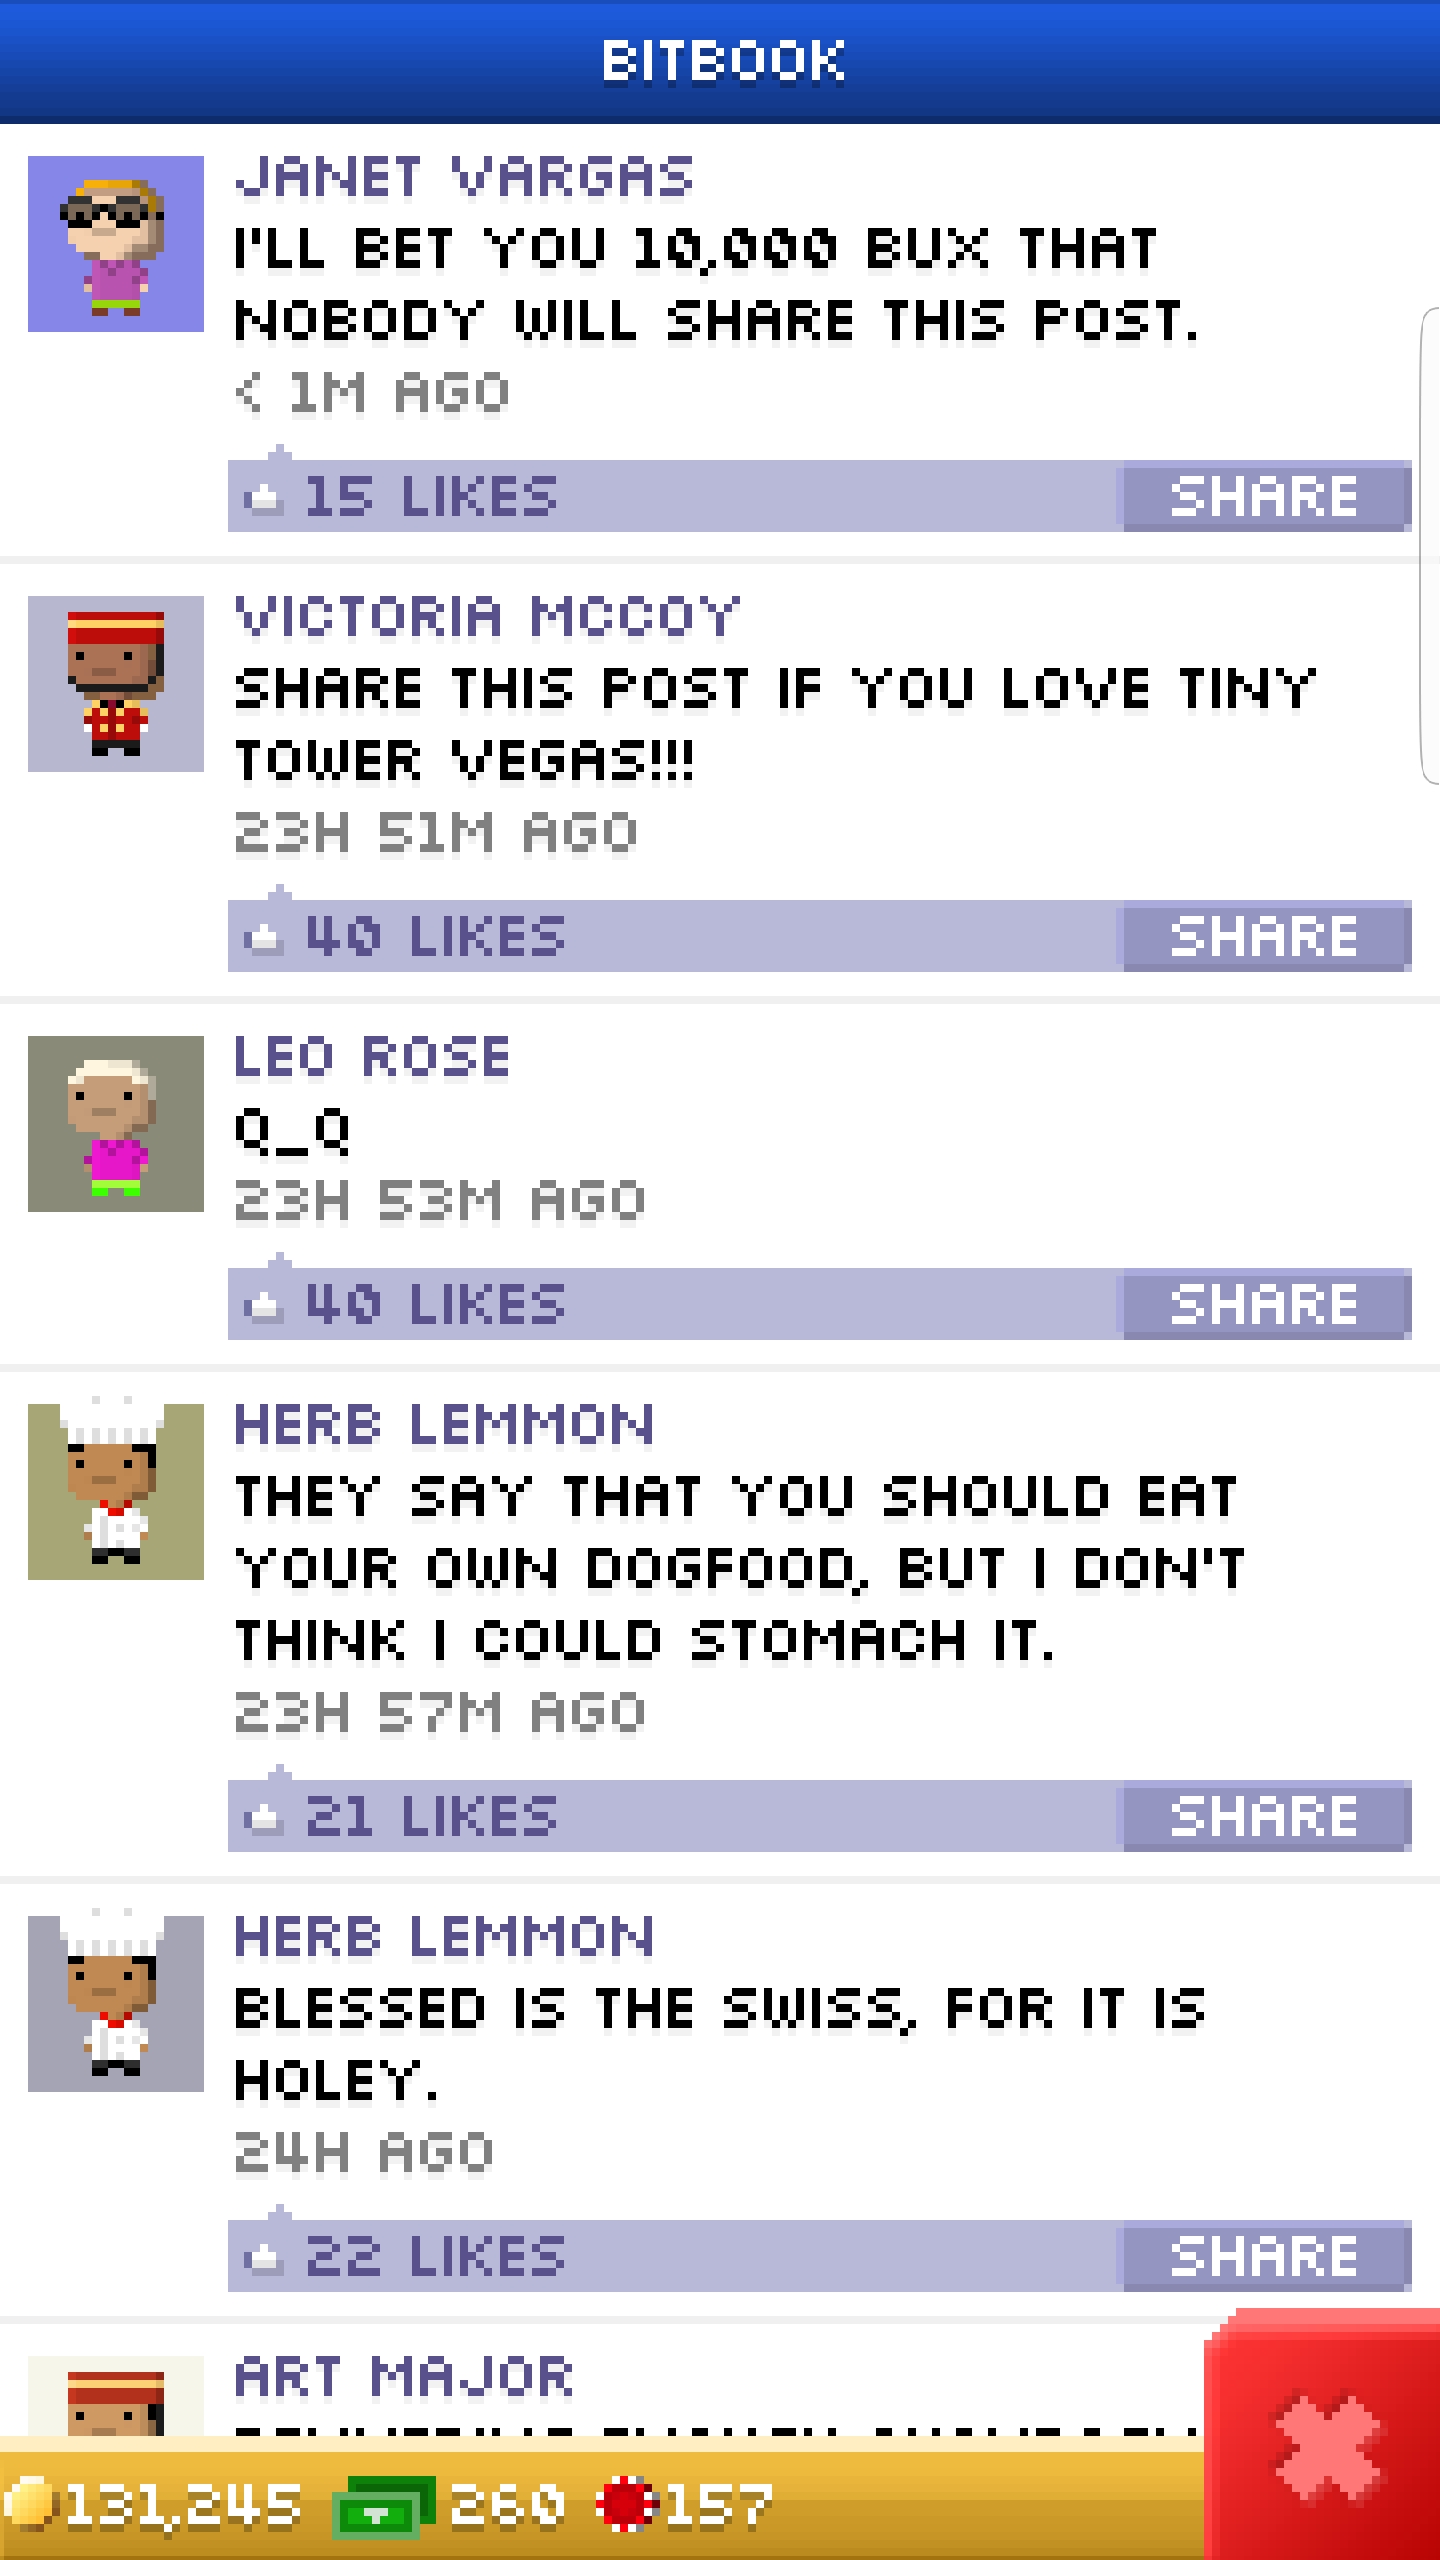 BITBOOK
JANET VARGAS
I'LL BET YOU 10,000 BUX THAT
NOBODY WILL SHARE THIS POST.
< 1M AGO
15 LIKES SHARE
VICTORIA MCCOY
SHARE THIS POST IF YOU LOVE TINY
TOWER VEGAS!!!
23H 51M AGO
40 LIKES SHARE
LEO ROSE
Q_Q
23H 53M AGO
40 LIKES SHARE
HERB LEMMON
THEY SAY THAT YOU SHOULD EAT
YOUR OWN DOGFOOD, BUT I DON'T
THINK I COULD STOMACH IT.
23H 57M AGO
21 LIKES SHARE
HERB LEMMON
BLESSED IS THE SWISS, FOR IT IS
HOLEY.
24H AGO
22 LIKES SHARE
ART MAJOR
131,245 260 157